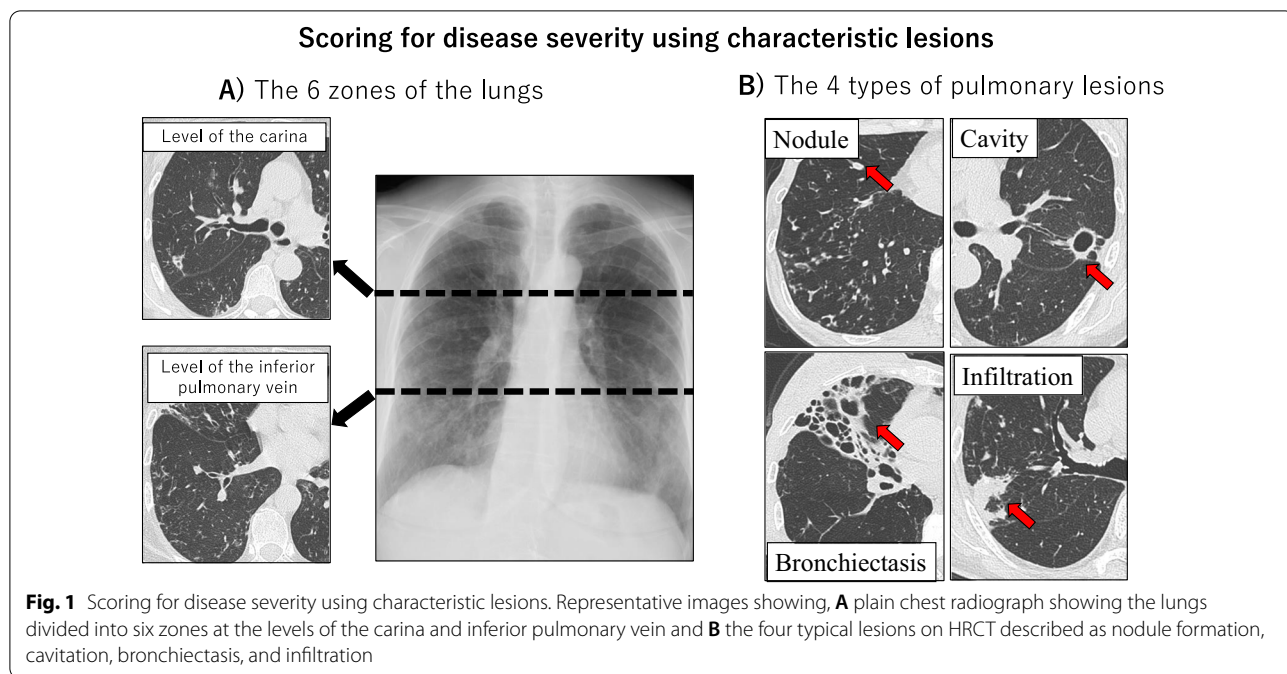 Scoring for disease severity using characteristic lesions
A) The 6 zones of the lungs
B) The 4 types of pulmonary lesions
Level of the carina
Level of the inferior
pulmonary vein
Nodule
Cavity
Bronchiectasis
Infiltration
Fig. 1 Scoring for disease severity using characteristic lesions. Representative images showing, A plain chest radiograph showing the lungs
divided into six zones at the levels of the carina and inferior pulmonary vein and B the four typical lesions on HRCT described as nodule formation,
cavitation, bronchiectasis, and infiltration